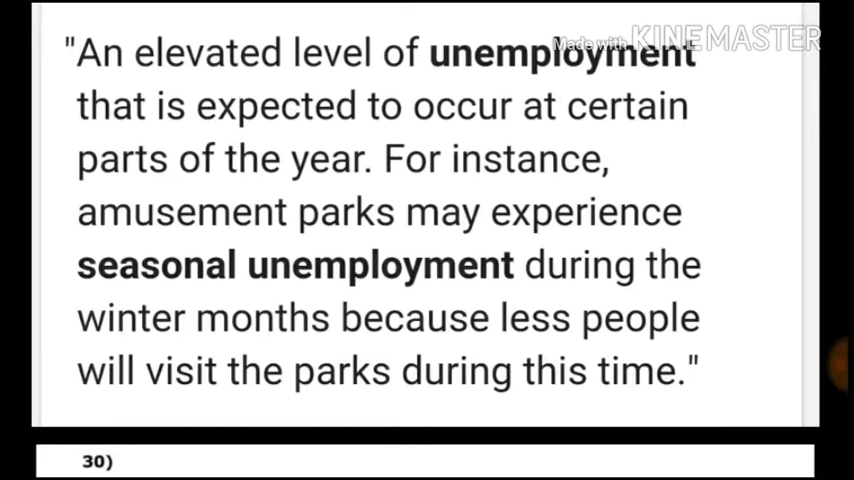 Made with KINEMASTER
"An elevated level of unemployment
that is expected to occur at certain
parts of the year. For instance,
amusement parks may experience
seasonal unemployment during the
winter months because less people
will visit the parks during this time."
30)